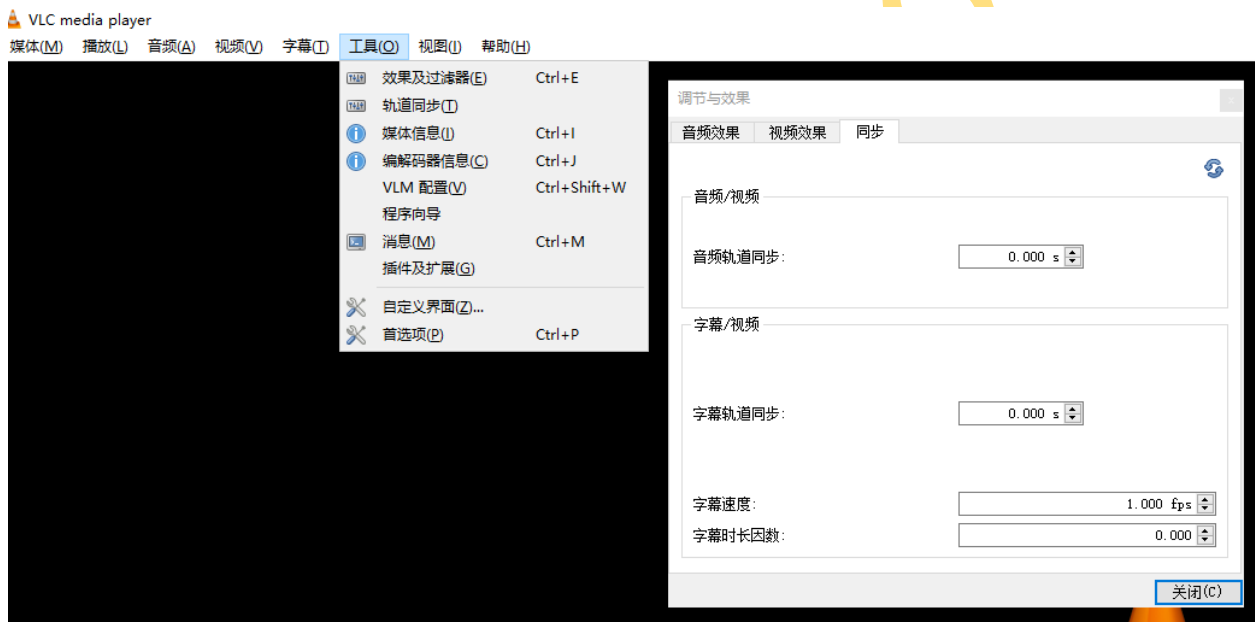 VLC media player
媒体(M) 播放(L) 音频(A) 视频(V) 字幕(T) 工具(O) 视图(I) 帮助(H)
效果及过滤器(E) Ctrl+E
轨道同步(T)
媒体信息(I) Ctrl+I
编解码器信息(C) Ctrl+J
VLM 配置(V) Ctrl+Shift+W
程序向导
消息(M) Ctrl+M
插件及扩展(G)
自定义界面(Z)...
首选项(P) Ctrl+P
调节与效果
音频效果 视频效果 同步
音频/视频
音频轨道同步: 0.000 s
字幕/视频
字幕轨道同步: 0.000 s
字幕速度: 1.000 fps
字幕时长因数: 0.000
关闭(C)